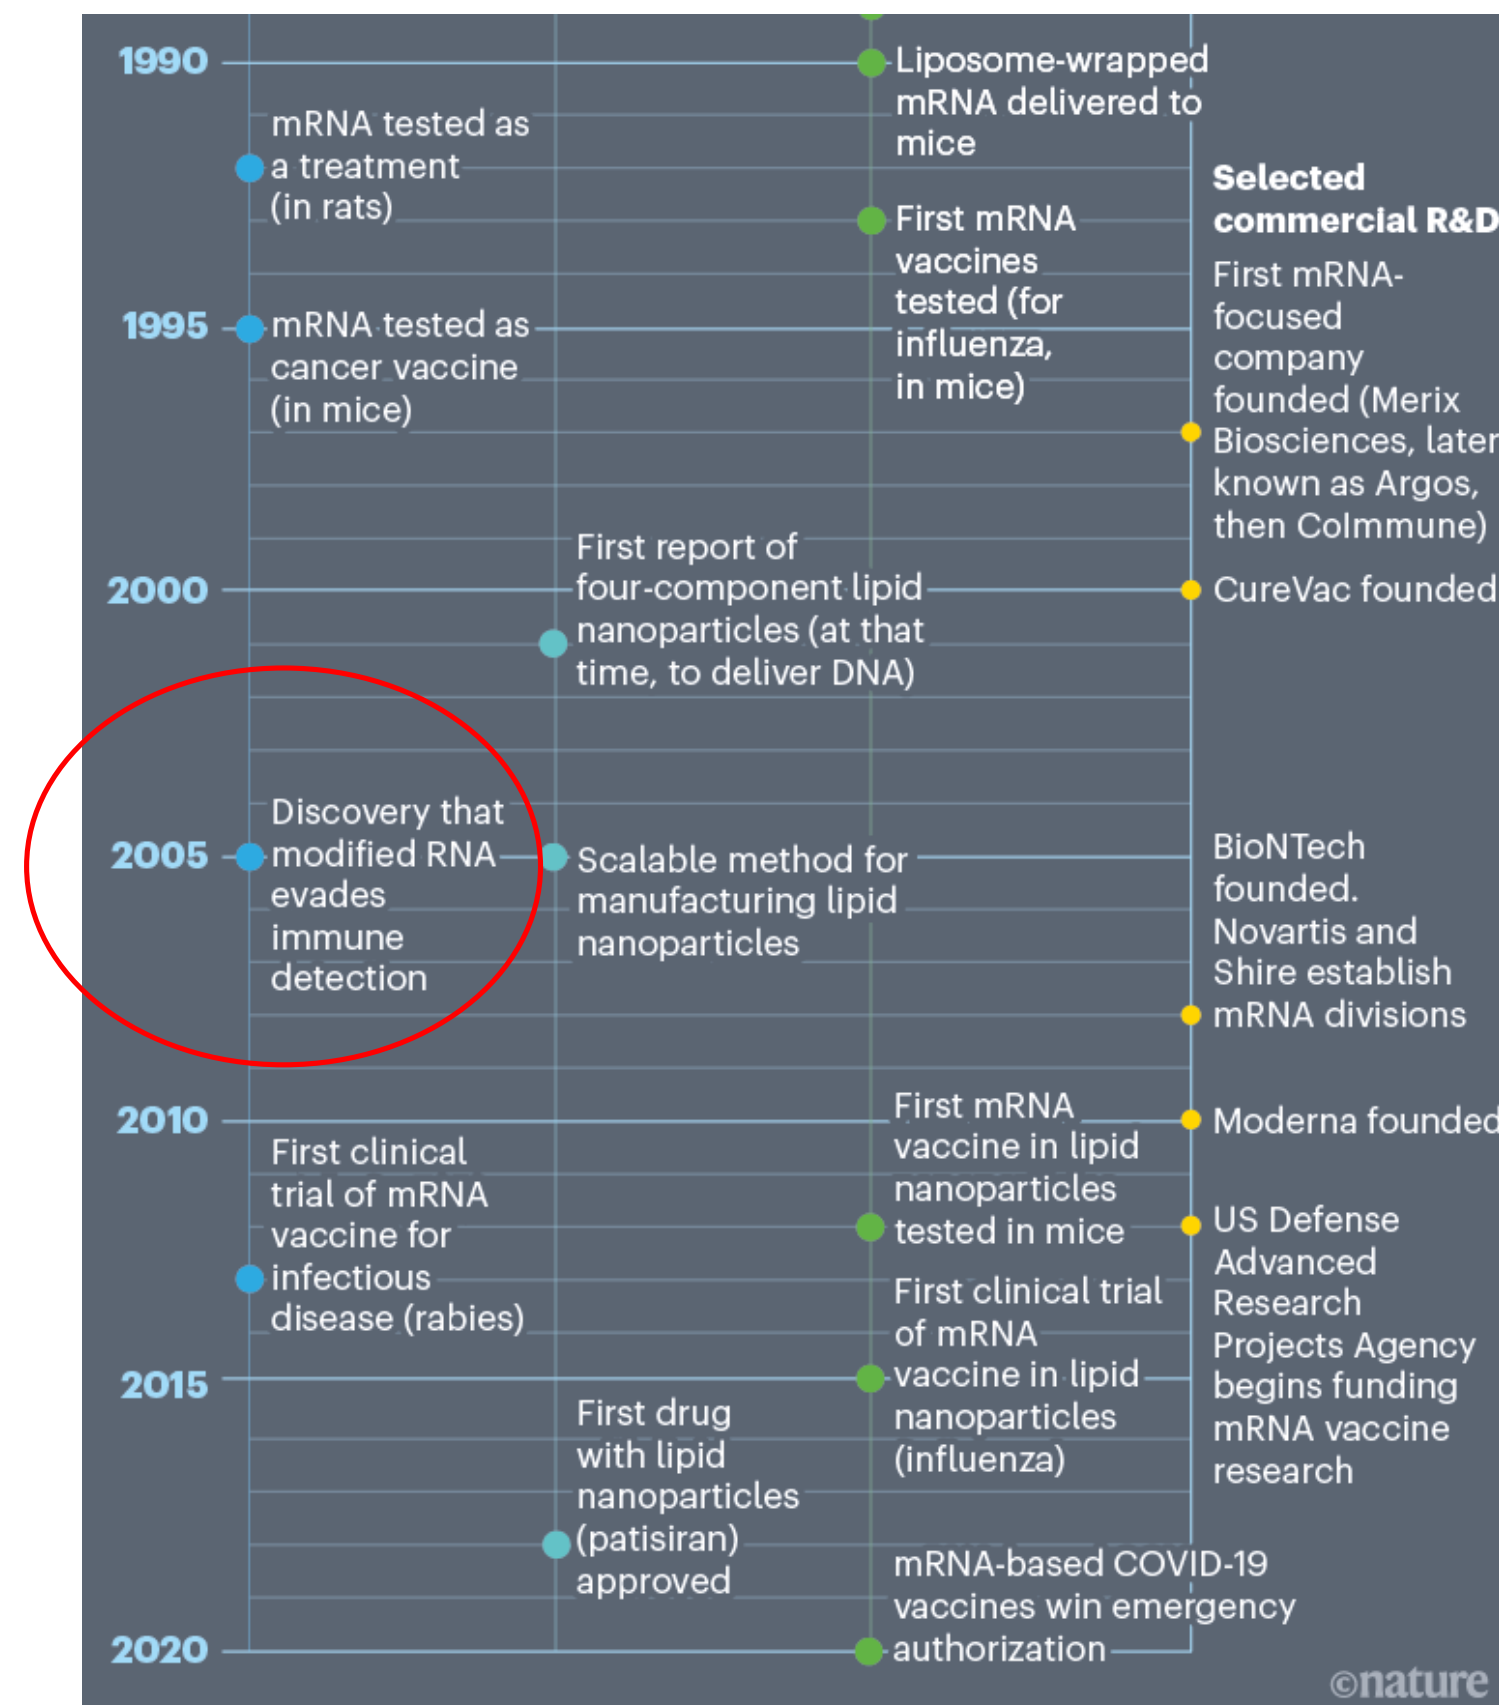 1990
Liposome-wrapped
mRNA delivered to
mice
mRNA tested as
a treatment
(in rats)
Selected
commercial R&D
First mRNA
vaccines
tested (for
influenza,
in mice)
First mRNA-
focused
company
founded (Merix
Biosciences, later
known as Argos,
then CoImmune)
1995
mRNA tested as
cancer vaccine
(in mice)
First report of
four-component lipid
nanoparticles (at that
time, to deliver DNA)
2000
CureVac founded
Discovery that
modified RNA
evades
immune
detection
2005
Scalable method for
manufacturing lipid
nanoparticles
BioNTech
founded.
Novartis and
Shire establish
mRNA divisions
2010
First mRNA
vaccine in lipid
nanoparticles
tested in mice
Moderna founded
First clinical
trial of mRNA
vaccine for
infectious
disease (rabies)
US Defense
Advanced
Research
Projects Agency
begins funding
mRNA vaccine
research
First clinical trial
of mRNA
vaccine in lipid
nanoparticles
(influenza)
2015
First drug
with lipid
nanoparticles
(patisiran)
approved
mRNA-based COVID-19
vaccines win emergency
authorization
2020
©nature